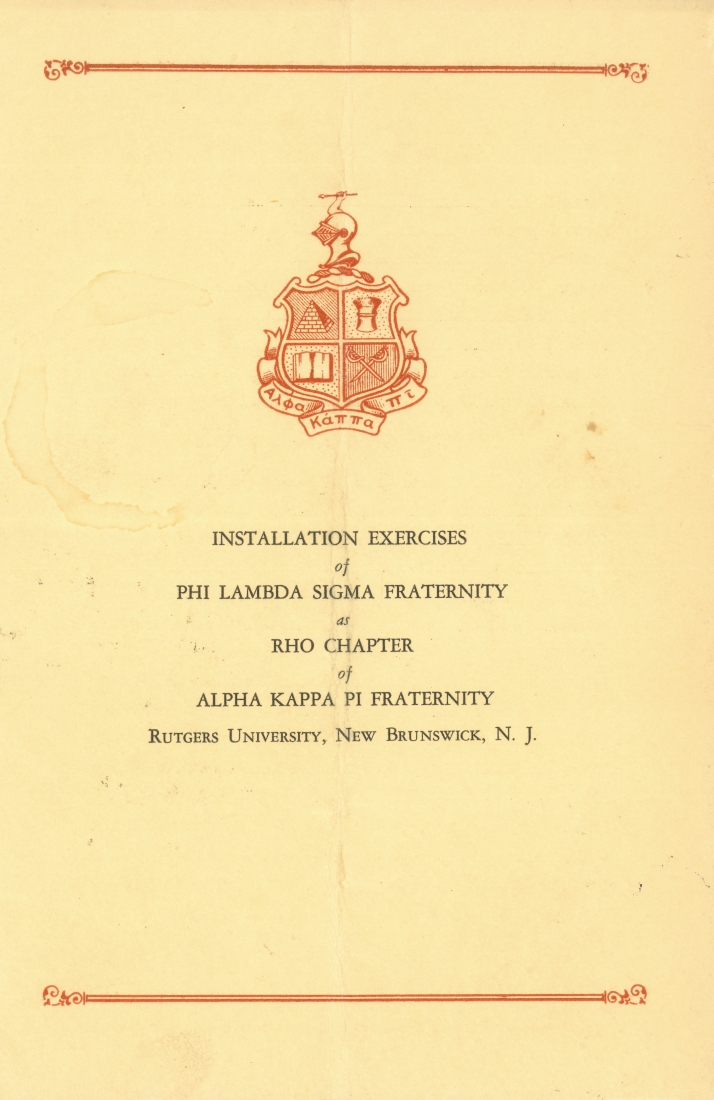 Αλφα Κάππα πι
INSTALLATION EXERCISES
of
PHI LAMBDA SIGMA FRATERNITY
as
RHO CHAPTER
of
ALPHA KAPPA PI FRATERNITY
RUTGERS UNIVERSITY, NEW BRUNSWICK, N. J.